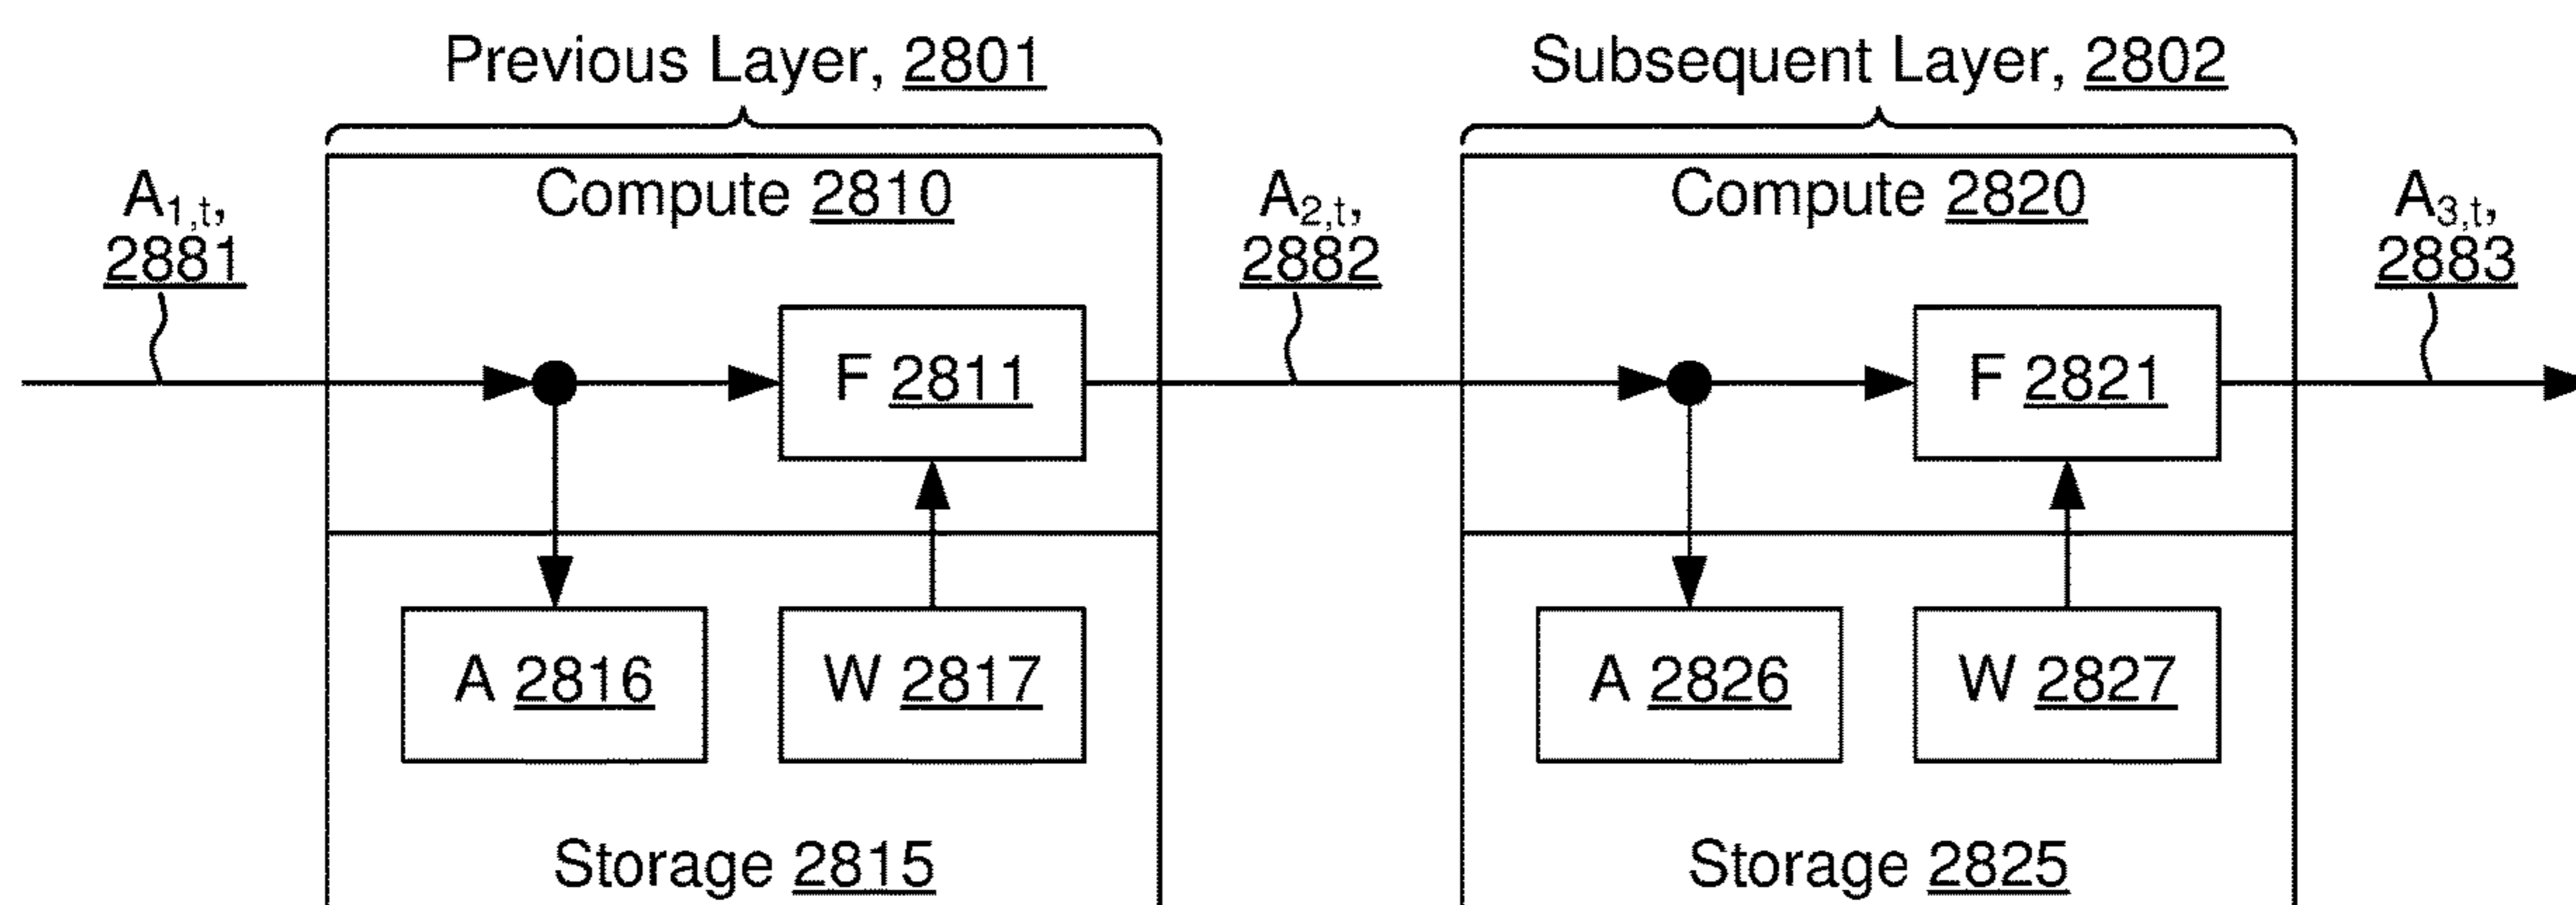 Previous Layer, 2801
Subsequent Layer, 2802
A1,t,
2881
Compute 2810
A2,t,
2882
Compute 2820
A3,t,
2883
F 2811
F 2821
A 2816
W 2817
A 2826
W 2827
Storage 2815
Storage 2825